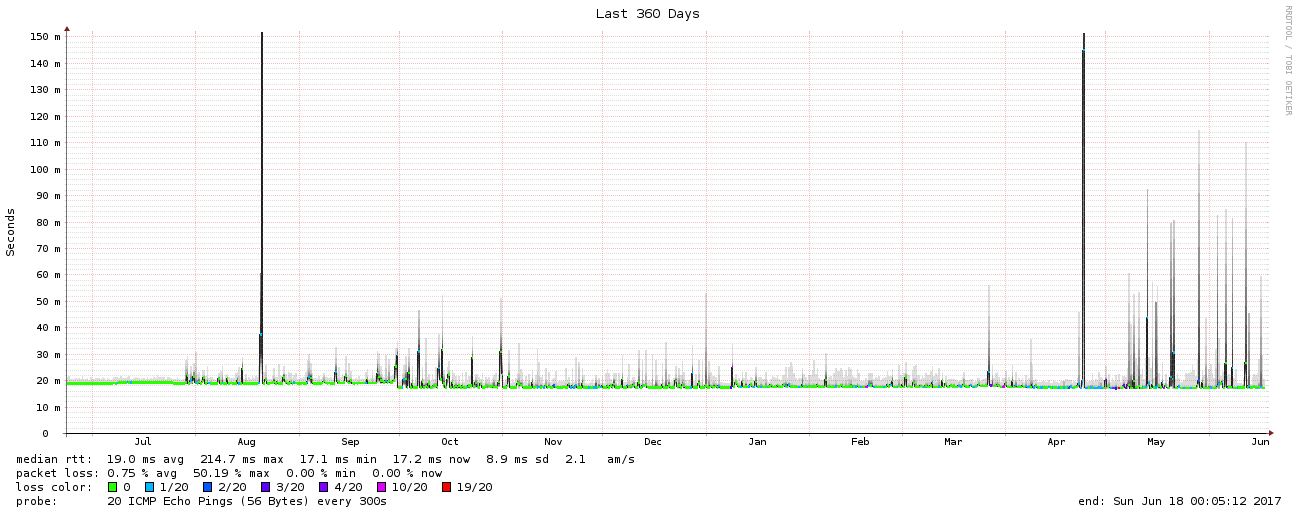 Last 360 Days
RRDTOOL / TOBI OETIKER
Seconds
150 m
140 m
130 m
120 m
110 m
100 m
90 m
80 m
70 m
60 m
50 m
40 m
30 m
20 m
10 m
0
Jul Aug Sep Oct Nov Dec Jan Feb Mar Apr May Jun
median rtt: 19.0 ms avg 214.7 ms max 17.1 ms min 17.2 ms now 8.9 ms sd 2.1 am/s
packet loss: 0.75 % avg 50.19 % max 0.00 % min 0.00 % now
loss color: 0 1/20 2/20 3/20 4/20 10/20 19/20
probe: 20 ICMP Echo Pings (56 Bytes) every 300s end: Sun Jun 18 00:05:12 2017